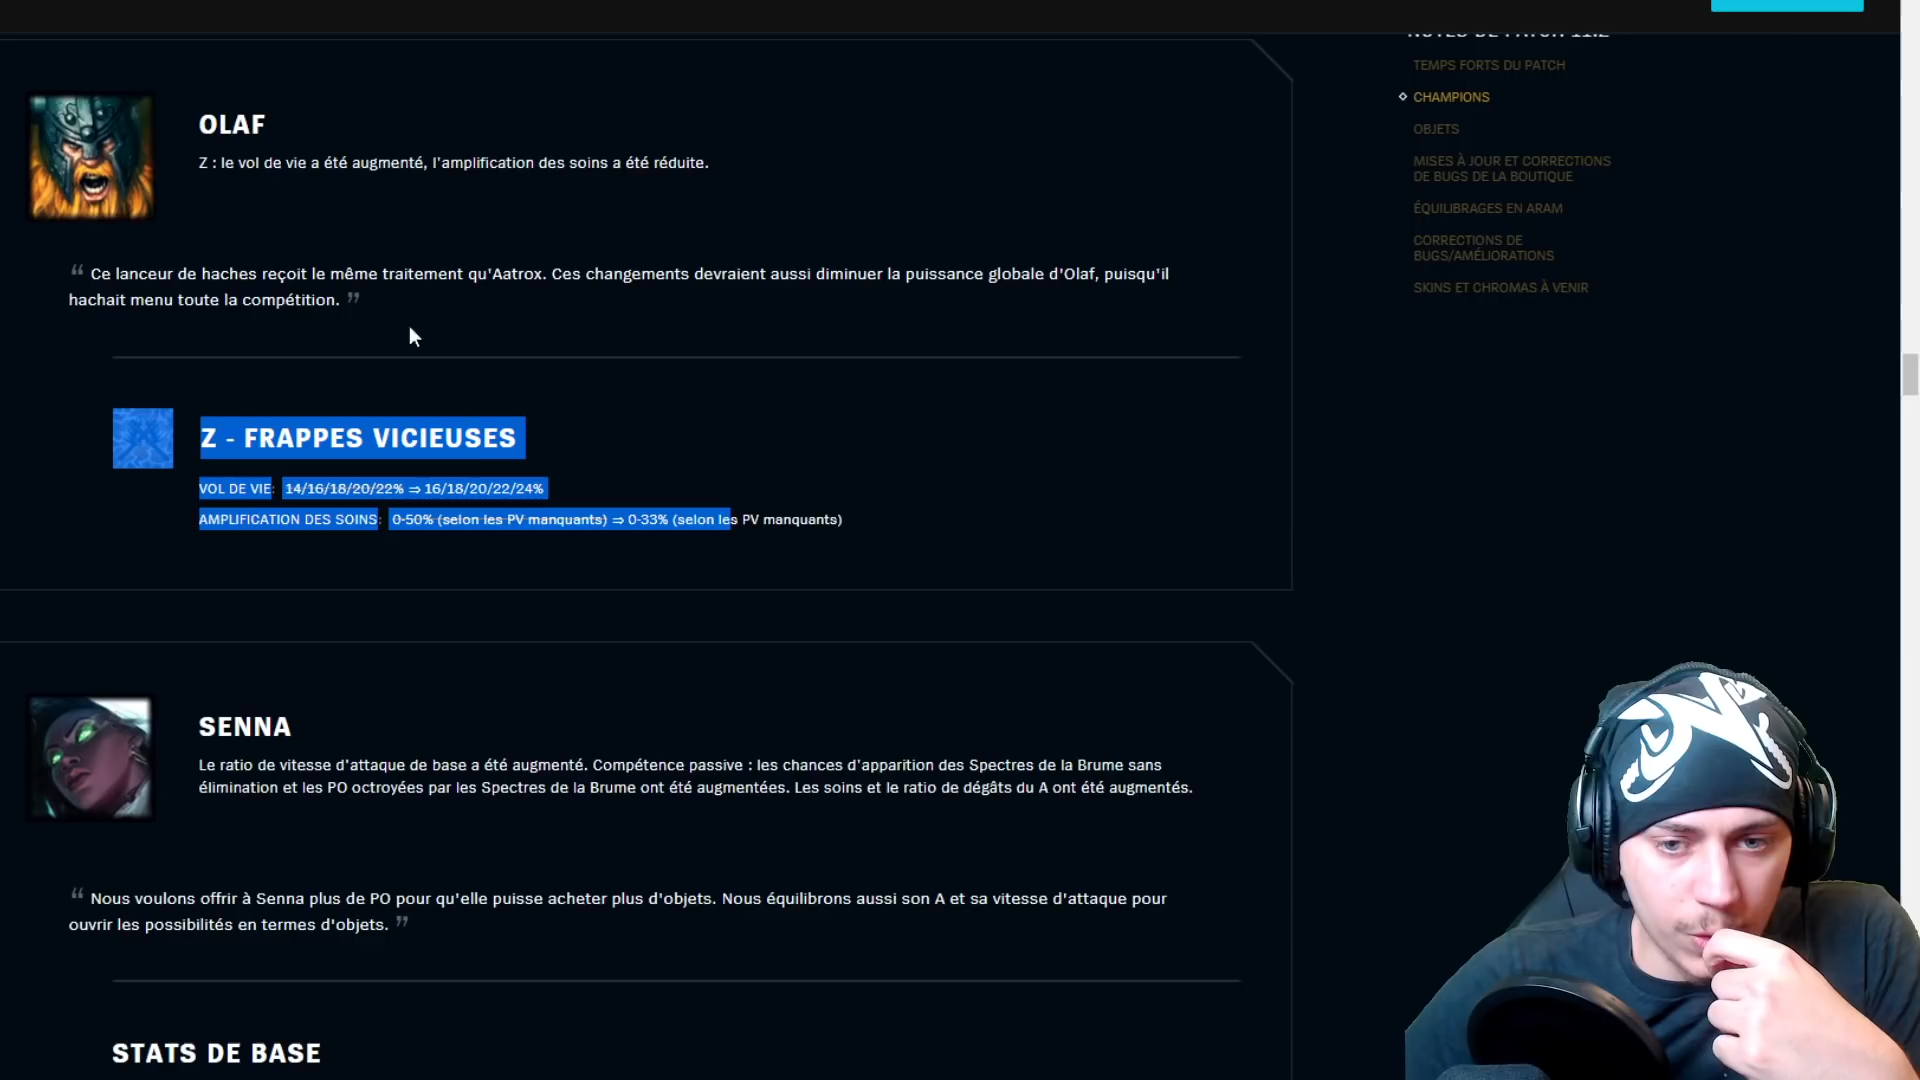 NOTES DE PATCH 11.2
TEMPS FORTS DU PATCH
CHAMPIONS
OBJETS
MISES À JOUR ET CORRECTIONS
DE BUGS DE LA BOUTIQUE
ÉQUILIBRAGES EN ARAM
CORRECTIONS DE
BUGS/AMÉLIORATIONS
SKINS ET CHROMAS À VENIR
OLAF
Z : le vol de vie a été augmenté, l'amplification des soins a été réduite.
“ Ce lanceur de haches reçoit le même traitement qu'Aatrox. Ces changements devraient aussi diminuer la puissance globale d'Olaf, puisqu'il
hachait menu toute la compétition. ”
Z - FRAPPES VICIEUSES
VOL DE VIE: 14/16/18/20/22% ⇒ 16/18/20/22/24%
AMPLIFICATION DES SOINS: 0-50% (selon les PV manquants) ⇒ 0-33% (selon les PV manquants)
SENNA
Le ratio de vitesse d'attaque de base a été augmenté. Compétence passive : les chances d'apparition des Spectres de la Brume sans
élimination et les PO octroyées par les Spectres de la Brume ont été augmentées. Les soins et le ratio de dégâts du A ont été augmentés.
“ Nous voulons offrir à Senna plus de PO pour qu'elle puisse acheter plus d'objets. Nous équilibrons aussi son A et sa vitesse d'attaque pour
ouvrir les possibilités en termes d'objets. ”
STATS DE BASE